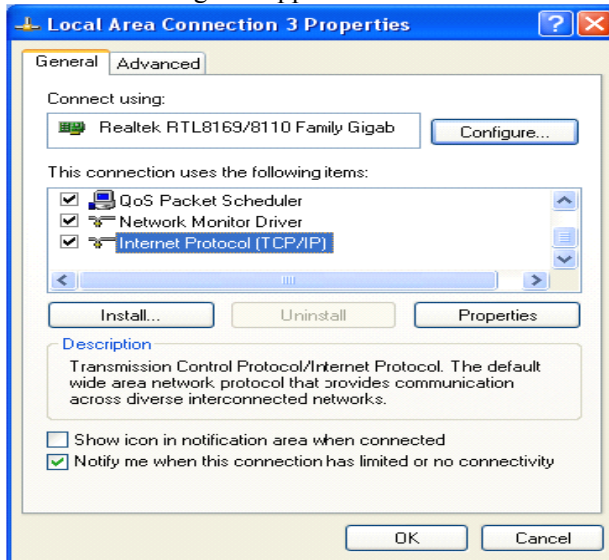 Local Area Connection 3 Properties
General Advanced
Connect using:
Realtek RTL8169/8110 Family Gigab Configure...
This connection uses the following items:
QoS Packet Scheduler
Network Monitor Driver
Internet Protocol (TCP/IP)
Install... Uninstall Properties
Description
Transmission Control Protocol/Internet Protocol. The default
wide area network protocol that provides communication
across diverse interconnected networks.
Show icon in notification area when connected
Notify me when this connection has limited or no connectivity
OK Cancel